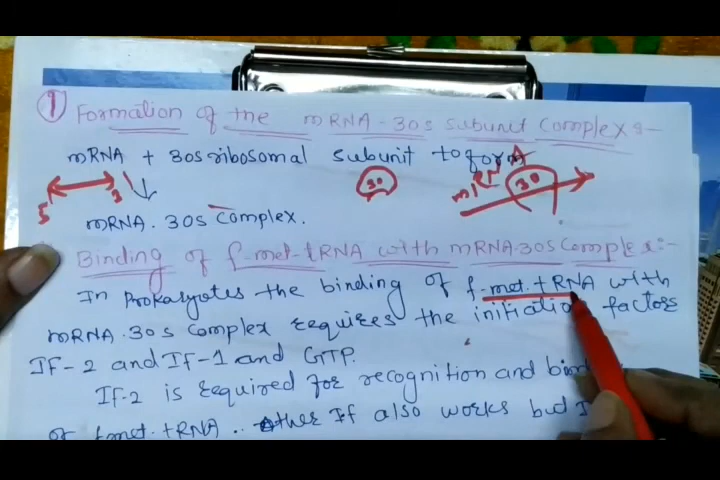 ① Formation of the mRNA-30s subunit complex:-
mRNA + 30s ribosomal subunit to form
5' 3' 30 mRNA 30
mRNA.30s complex.
Binding of f-met-tRNA with mRNA.30s complex:-
In Prokaryotes the binding of f-met.tRNA with
mRNA.30s complex requires the initiation factors
IF-2 and IF-1 and GTP.
IF-2 is required for recognition and
of f.met.tRNA .. other IF also works but